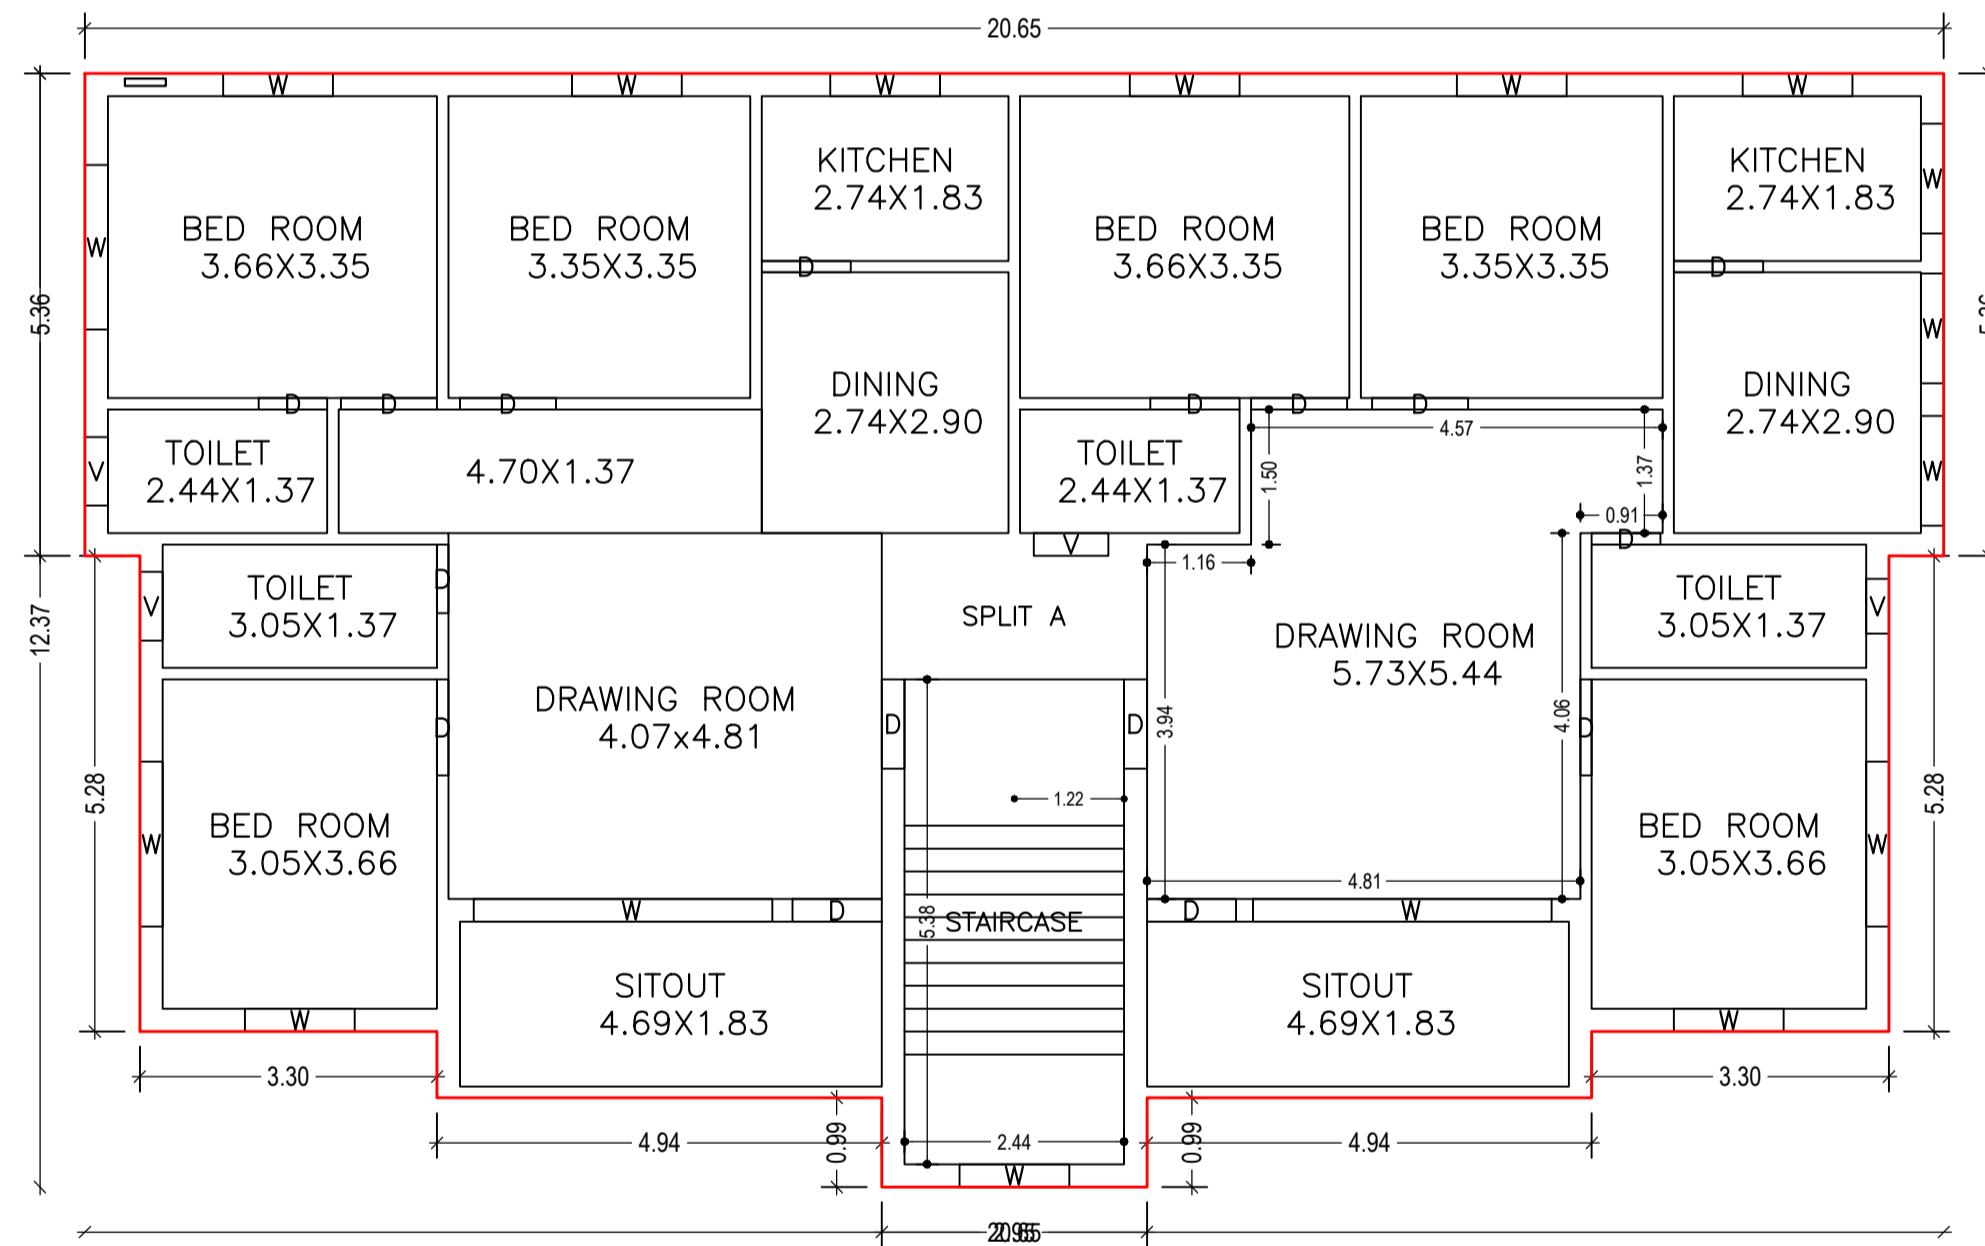 20.65
W W W W W W
KITCHEN
2.74X1.83
KITCHEN
2.74X1.83
W
BED ROOM
3.66X3.35
BED ROOM
3.35X3.35
BED ROOM
3.66X3.35
BED ROOM
3.35X3.35
W
D
D
5.36
W
DINING
2.74X2.90
DINING
2.74X2.90
D D D D D D
4.57
TOILET
2.44X1.37
V
4.70X1.37
TOILET
2.44X1.37
1.50
1.37
W
0.91
D
V
1.16
TOILET
3.05X1.37
V
D
SPLIT A
TOILET
3.05X1.37
V
12.37
DRAWING ROOM
5.73X5.44
DRAWING ROOM
4.07x4.81
D
D
D
3.94
4.06
D
5.28
1.22
5.28
BED ROOM
3.05X3.66
W
BED ROOM
3.05X3.66
W
4.81
W
D
5.38
STAIRCASE
D
W
SITOUT
4.69X1.83
SITOUT
4.69X1.83
W
W
3.30
3.30
4.94
0.99
2.44
0.99
4.94
W